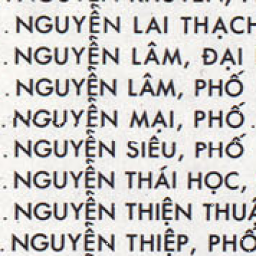 . NGUYỄN LAI THẠCH
. NGUYỄN LÂM, ĐẠI
. NGUYỄN LÂM, PHỐ
. NGUYỄN MẠI, PHỐ .
. NGUYỄN SIÊU, PHỐ
. NGUYỄN THÁI HỌC,
. NGUYỄN THIỆN THUẬ
. NGUYỄN THIỆP, PHỐ